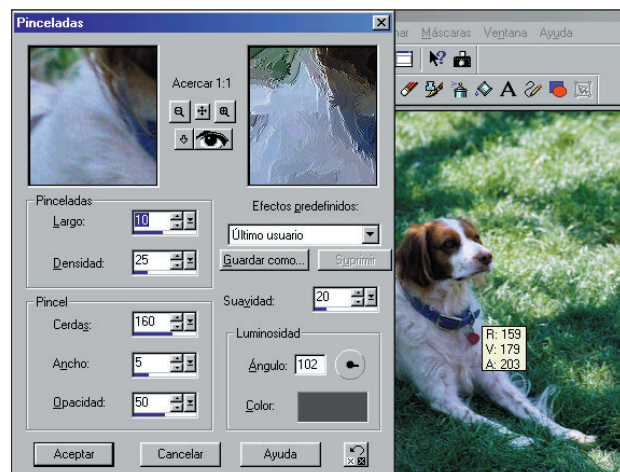 Pinceladas
Máscaras Ventana Ayuda
Acercar 1:1
Pinceladas
Largo: 10
Densidad: 25
Efectos predefinidos:
Último usuario
Guardar como... Suprimir
Pincel
Cerdas: 160
Ancho: 5
Opacidad: 50
Suavidad: 20
Luminosidad
Ángulo: 102
Color:
R: 159
V: 179
A: 203
Aceptar Cancelar Ayuda